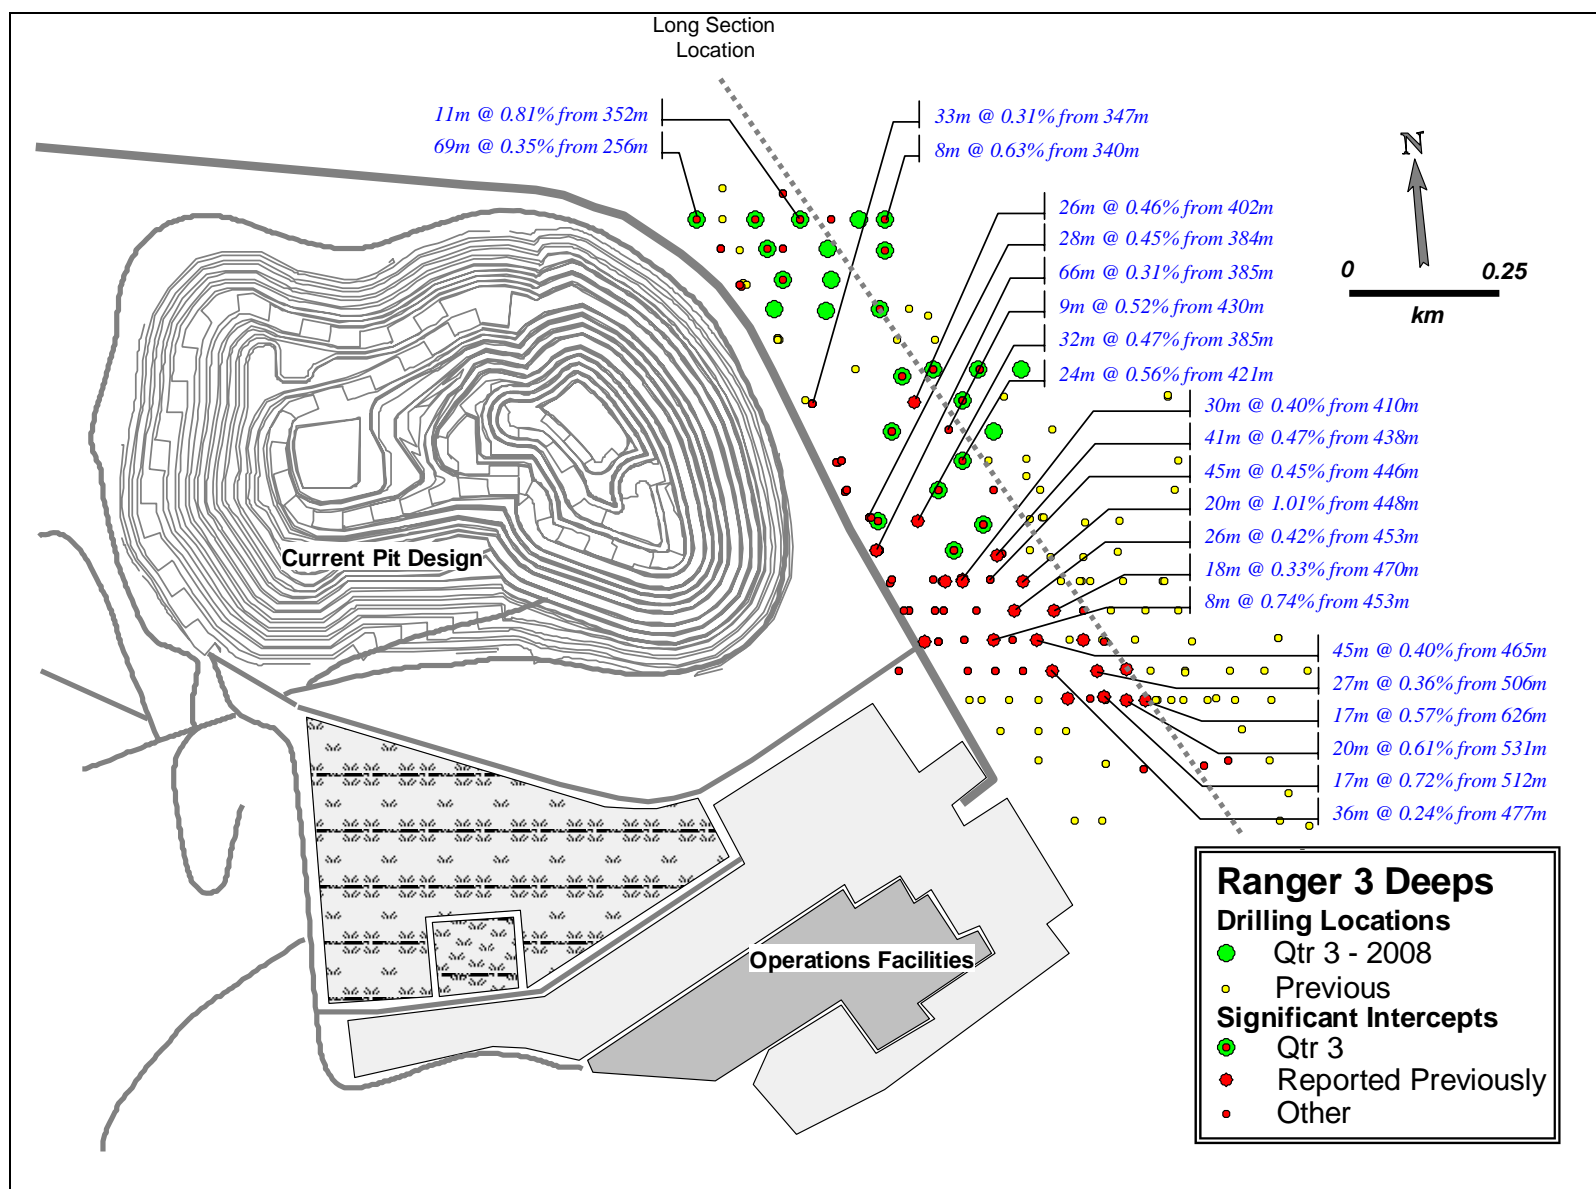 Long Section
Location
11m @ 0.81% from 352m
69m @ 0.35% from 256m
33m @ 0.31% from 347m
8m @ 0.63% from 340m
N
26m @ 0.46% from 402m
28m @ 0.45% from 384m
66m @ 0.31% from 385m
9m @ 0.52% from 430m
32m @ 0.47% from 385m
24m @ 0.56% from 421m
0 0.25
km
30m @ 0.40% from 410m
41m @ 0.47% from 438m
45m @ 0.45% from 446m
20m @ 1.01% from 448m
26m @ 0.42% from 453m
18m @ 0.33% from 470m
8m @ 0.74% from 453m
Current Pit Design
45m @ 0.40% from 465m
27m @ 0.36% from 506m
17m @ 0.57% from 626m
20m @ 0.61% from 531m
17m @ 0.72% from 512m
36m @ 0.24% from 477m
Operations Facilities
Ranger 3 Deeps
Drilling Locations
Qtr 3 - 2008
Previous
Significant Intercepts
Qtr 3
Reported Previously
Other